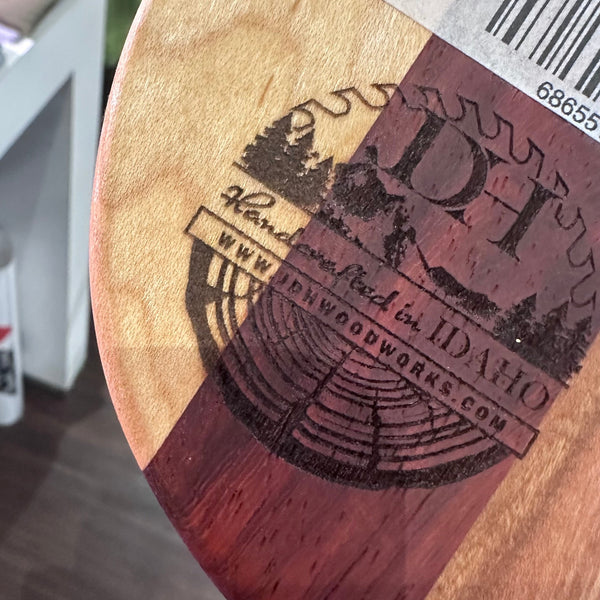 68655
DH
Handcrafted in IDAHO
WWW.JDHWOODWORKS.COM